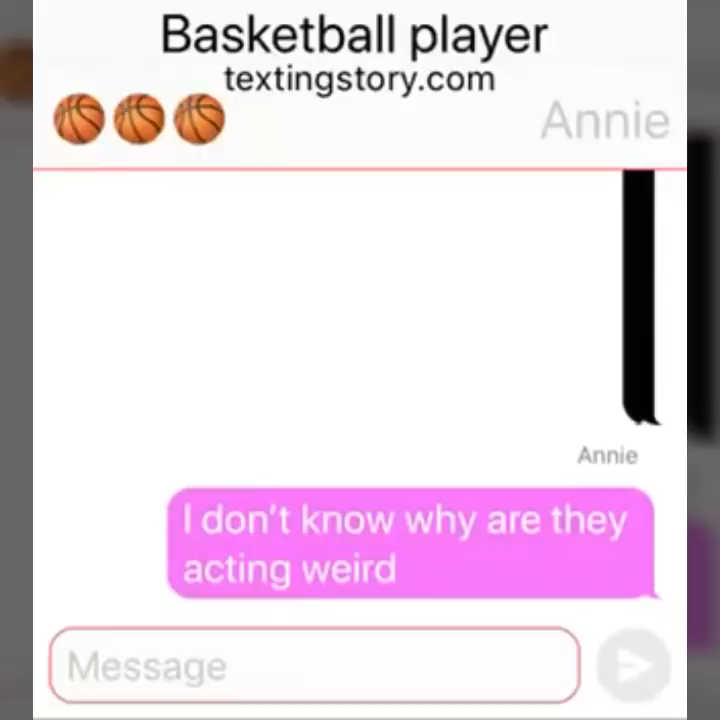 Basketball player
textingstory.com
🏀🏀🏀 Annie
Annie
I don't know why are they
acting weird
Message